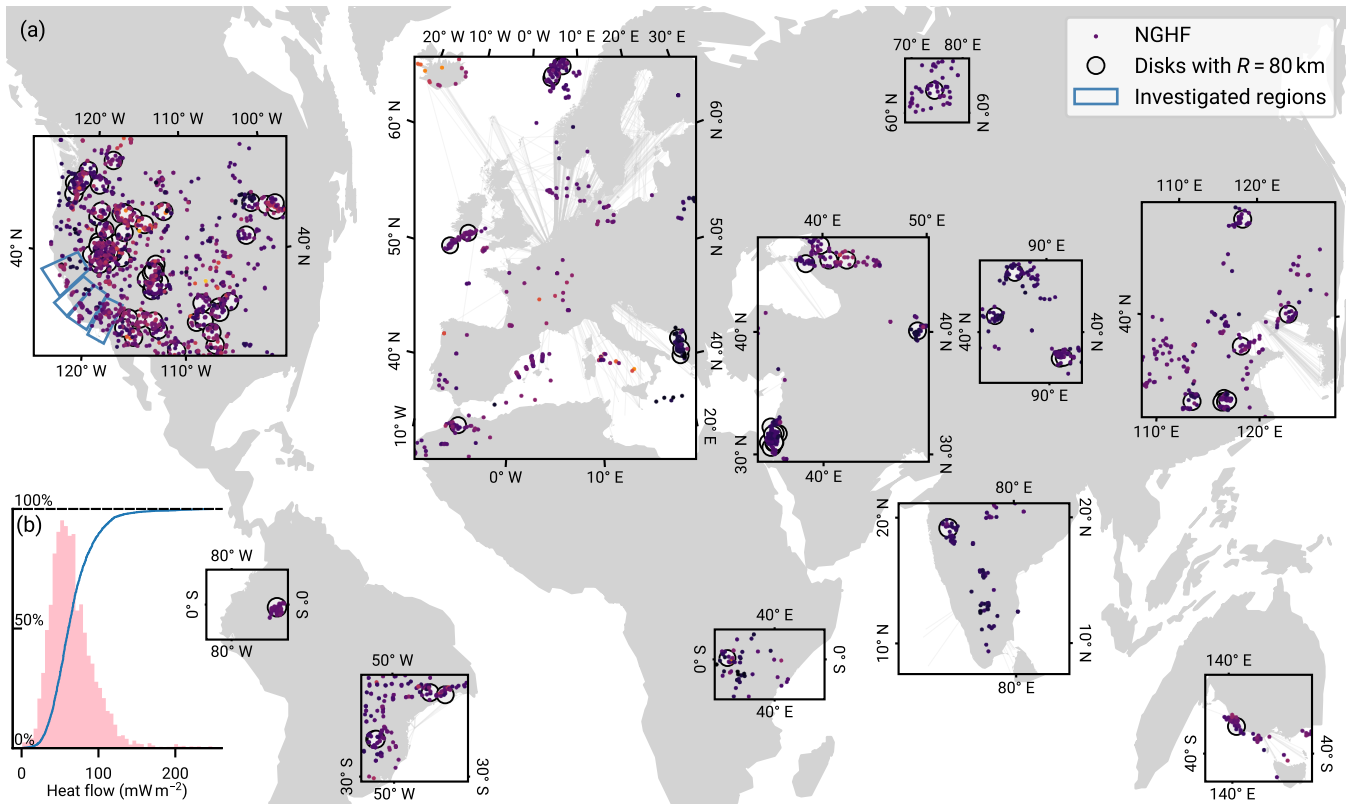 (a)
NGHF
Disks with R = 80 km
Investigated regions
120° W 110° W 100° W
40° N
40° N
120° W 110° W
20° W 10° W 0° W 10° E 20° E 30° E
60° N
60° N
50° N
50° N
40° N
40° N
10° W
20° E
0° W 10° E
70° E 80° E
60° N
60° N
40° E 50° E
40° N
40° N
30° N
30° N
40° E
90° E
40° N
40° N
90° E
110° E 120° E
40° N
110° E 120° E
80° E
20° N
20° N
10° N
10° N
80° E
(b)
100%
50%
0%
0 100 200
Heat flow (mW m−2)
80° W
0° S
0° S
80° W
50° W
30° S
30° S
50° W
40° E
0° S
0° S
40° E
140° E
40° S
40° S
140° E